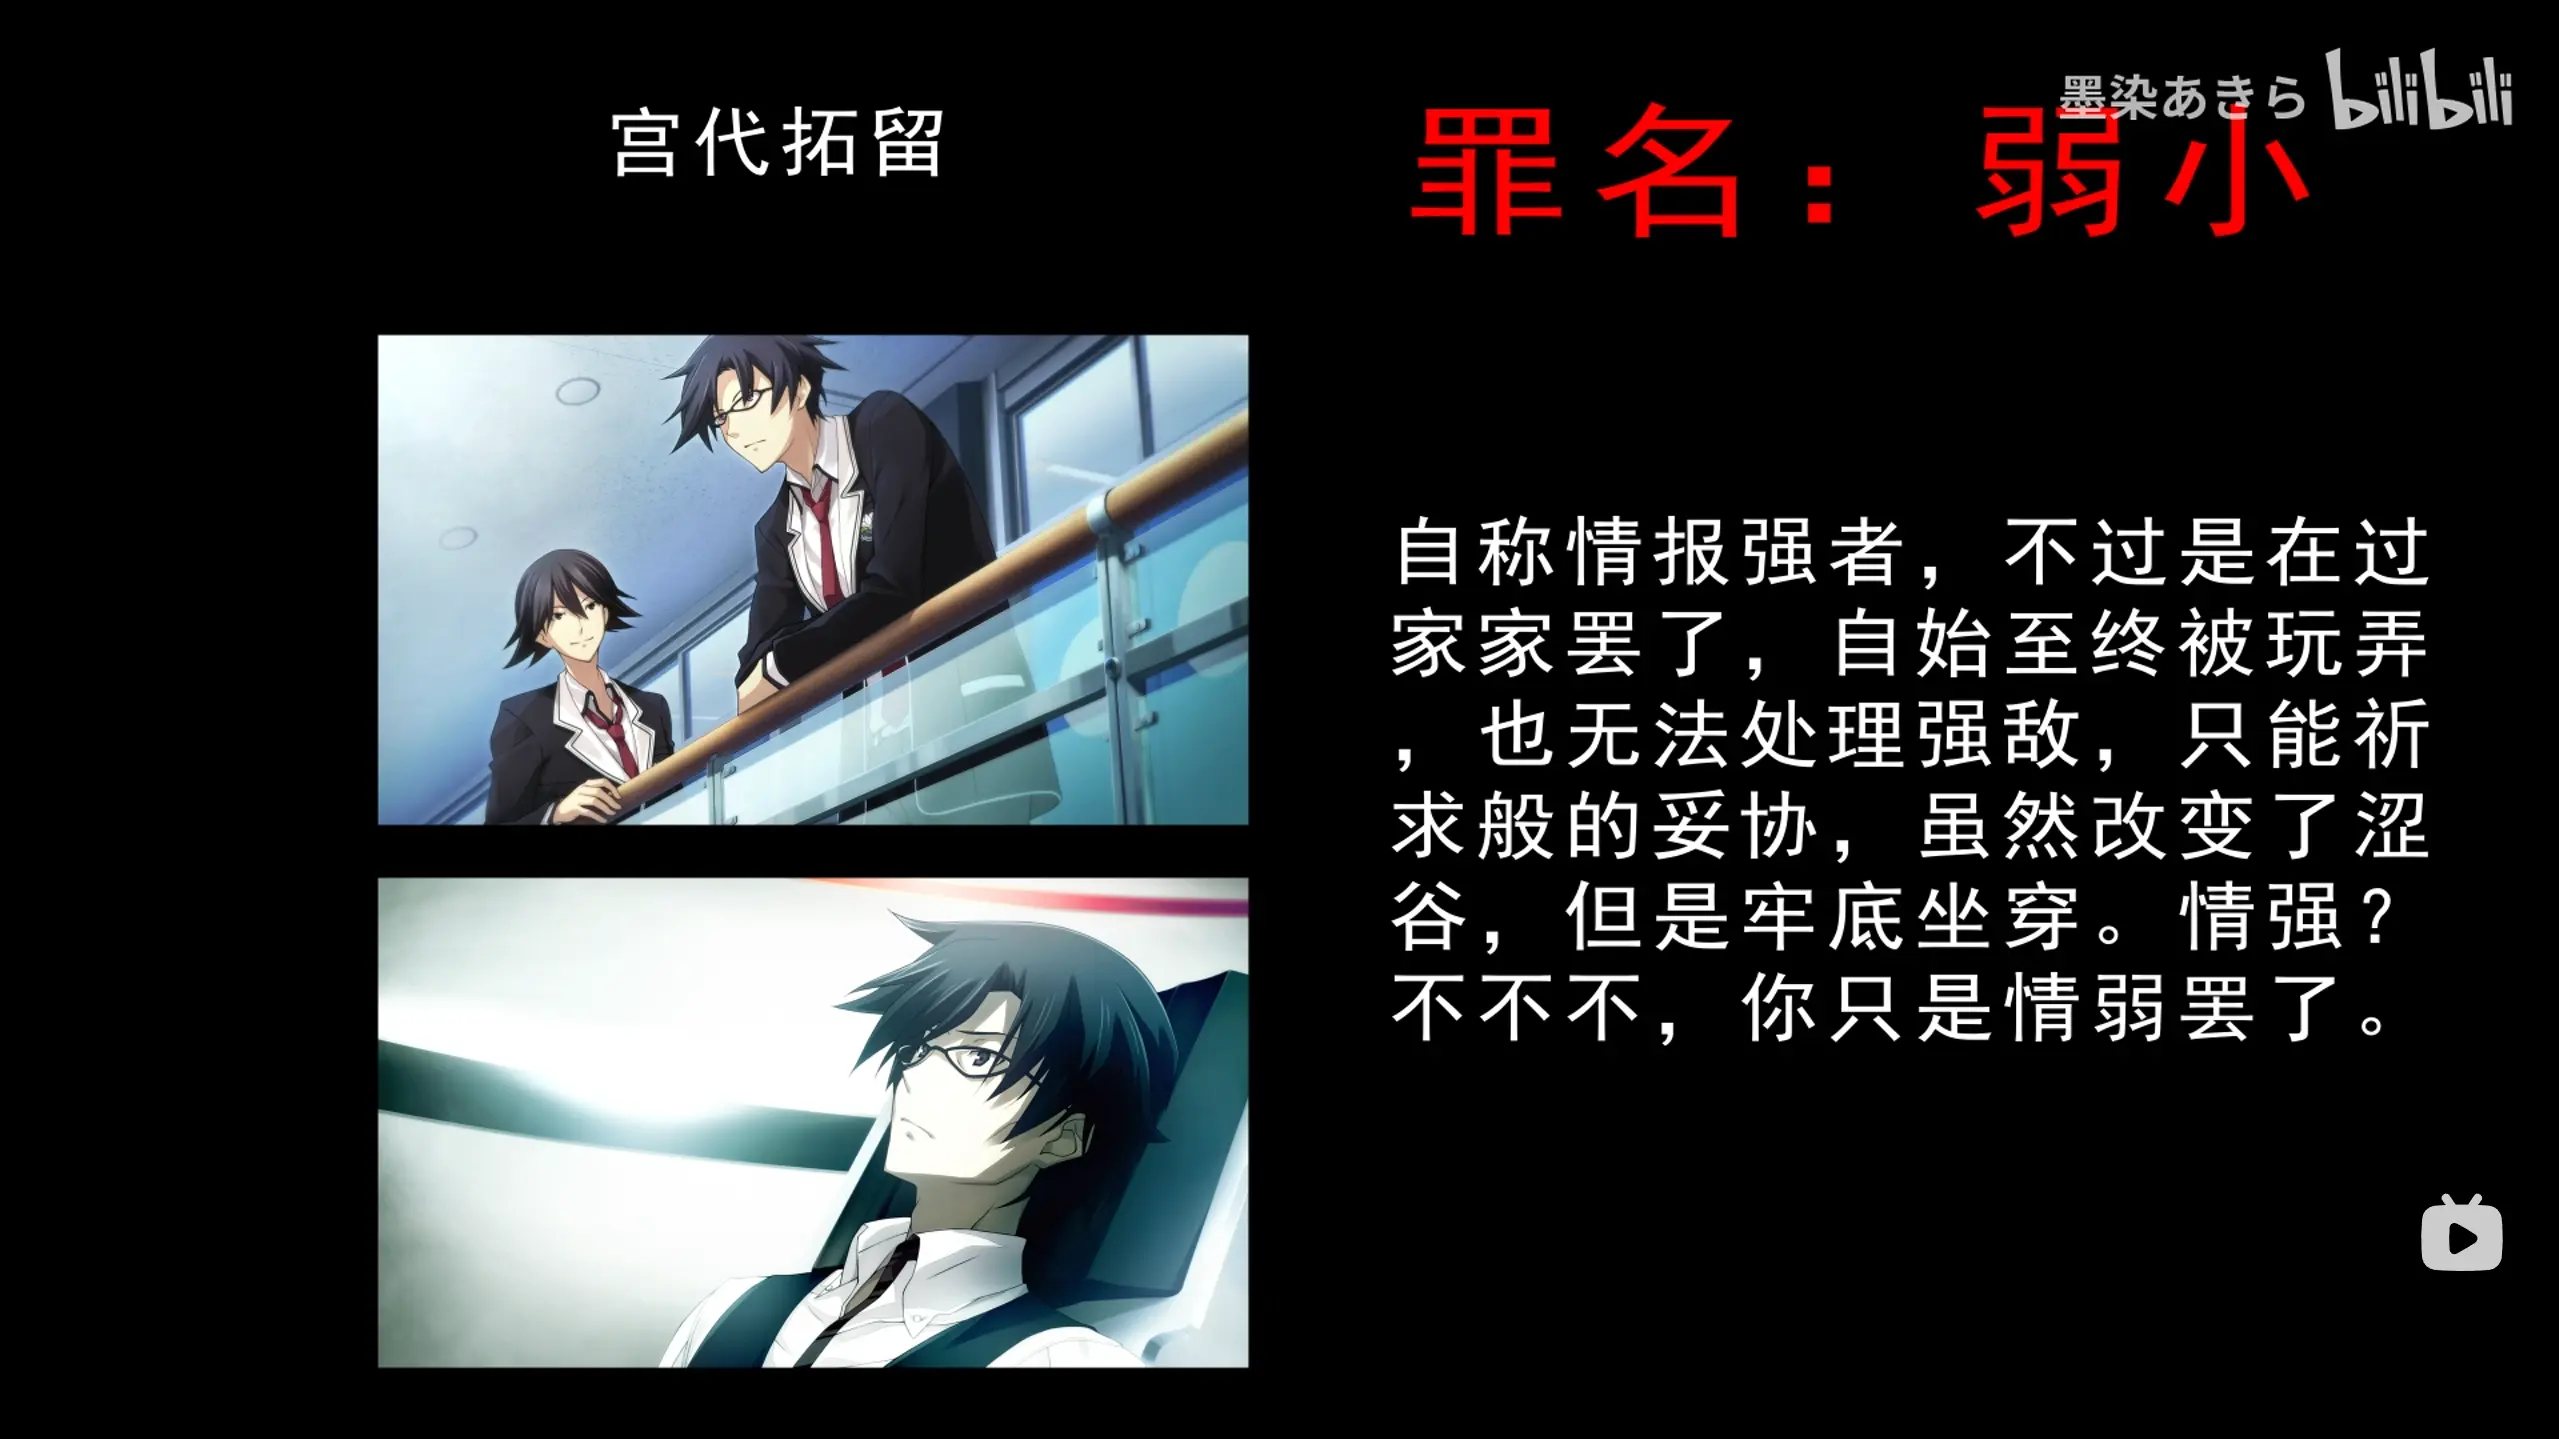 墨染あきら bilibili
宫代拓留
罪名：弱小
自称情报强者，不过是在过
家家罢了，自始至终被玩弄
，也无法处理强敌，只能祈
求般的妥协，虽然改变了涩
谷，但是牢底坐穿。情强？
不不不，你只是情弱罢了。